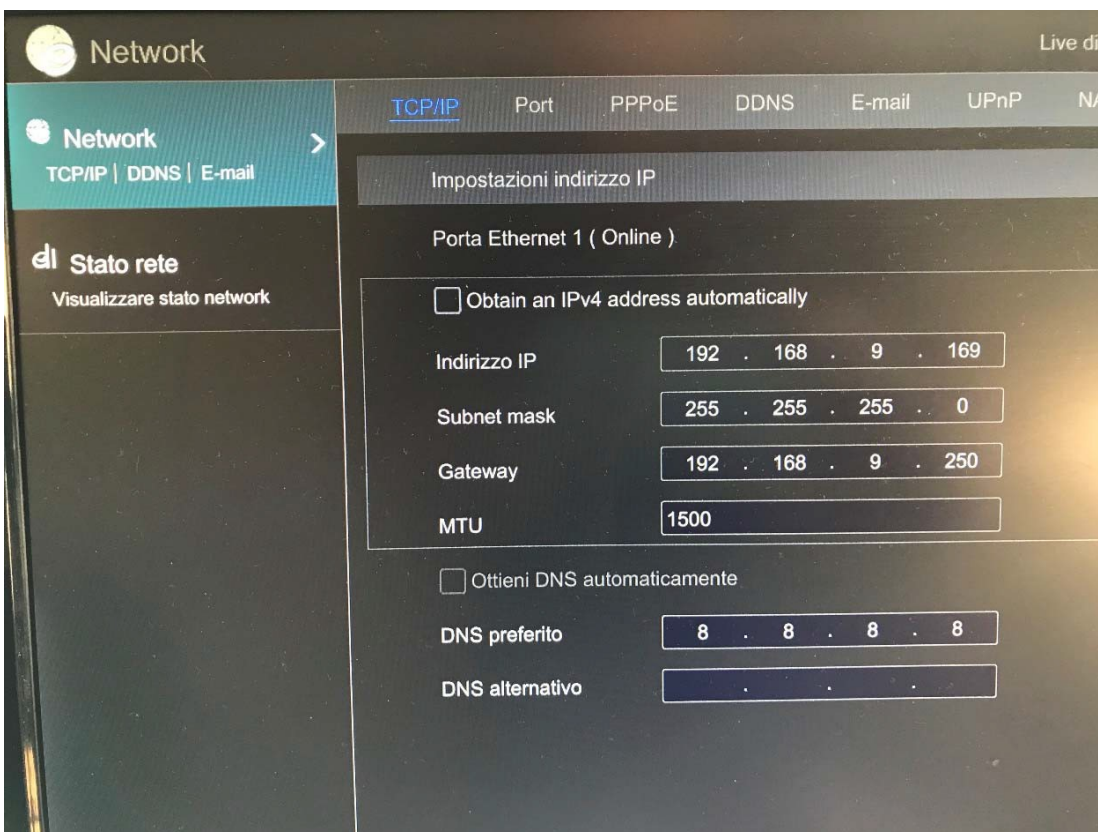 Network
Live di
Network
TCP/IP | DDNS | E-mail
Stato rete
Visualizzare stato network
TCP/IP Port PPPoE DDNS E-mail UPnP NA
Impostazioni indirizzo IP
Porta Ethernet 1 ( Online )
Obtain an IPv4 address automatically
Indirizzo IP 192 . 168 . 9 . 169
Subnet mask 255 . 255 . 255 . 0
Gateway 192 . 168 . 9 . 250
MTU 1500
Ottieni DNS automaticamente
DNS preferito 8 . 8 . 8 . 8
DNS alternativo . . .